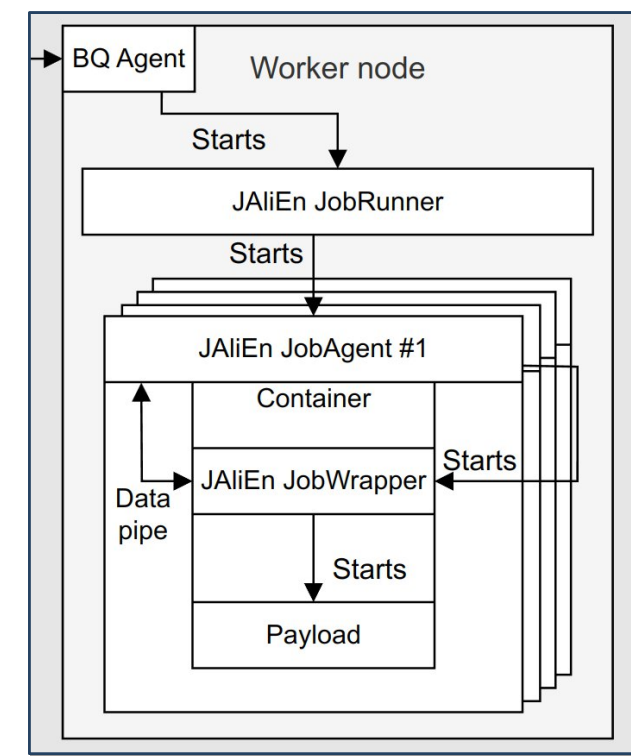 BQ Agent
Worker node
Starts
JAliEn JobRunner
Starts
JAliEn JobAgent #1
Container
JAliEn JobWrapper
Starts
Data
pipe
Starts
Payload